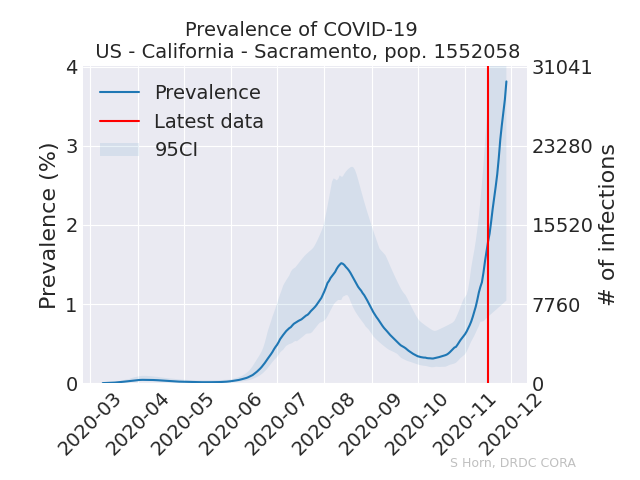 Prevalence of COVID-19
US - California - Sacramento, pop. 1552058
4
3
2
1
0
Prevalence (%)
Prevalence
Latest data
95CI
31041
23280
15520
7760
0
# of infections
2020-03
2020-04
2020-05
2020-06
2020-07
2020-08
2020-09
2020-10
2020-11
2020-12
S Horn, DRDC CORA